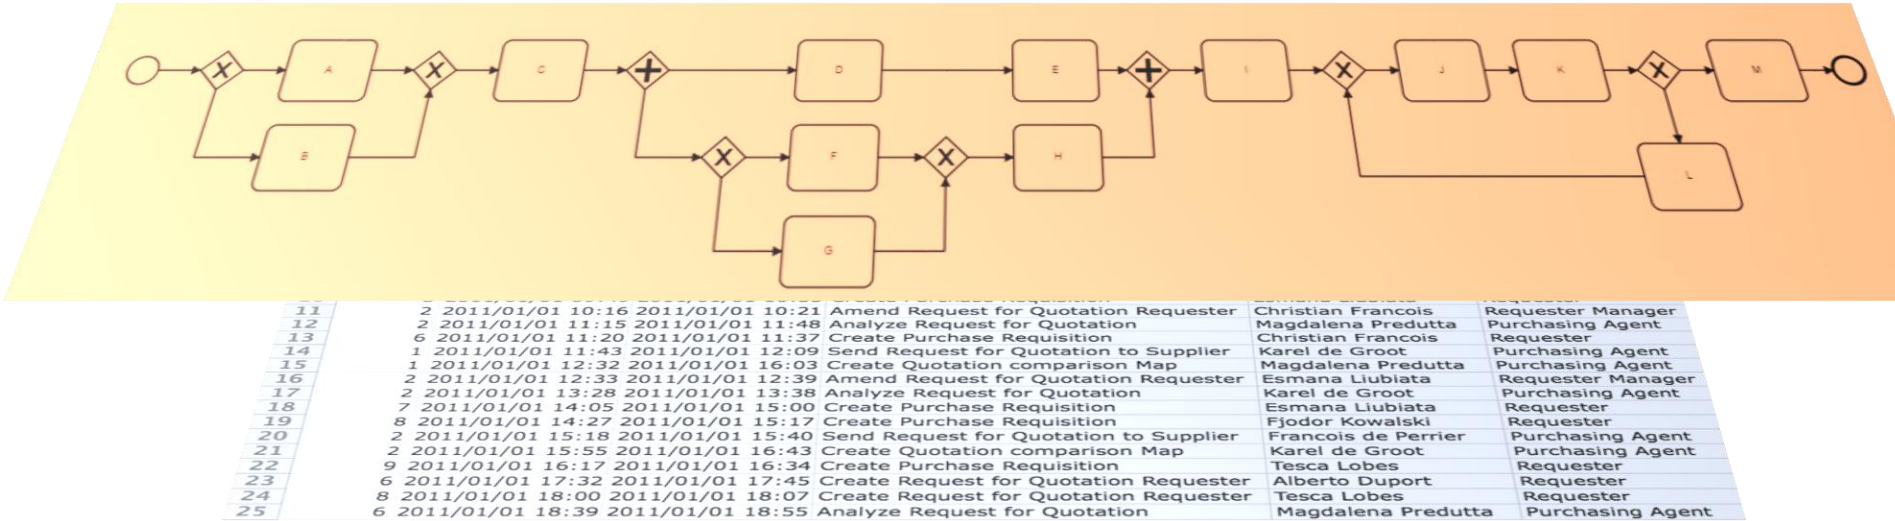 A
C
D
E
I
J
K
M
B
F
H
L
G
11 2 2011/01/01 10:16 2011/01/01 10:21 Amend Request for Quotation Requester Christian Francois Requester Manager
12 2 2011/01/01 11:15 2011/01/01 11:48 Analyze Request for Quotation Magdalena Predutta Purchasing Agent
13 6 2011/01/01 11:20 2011/01/01 11:37 Create Purchase Requisition Christian Francois Requester
14 1 2011/01/01 11:43 2011/01/01 12:09 Send Request for Quotation to Supplier Karel de Groot Purchasing Agent
15 1 2011/01/01 12:32 2011/01/01 16:03 Create Quotation comparison Map Magdalena Predutta Purchasing Agent
16 2 2011/01/01 12:33 2011/01/01 12:39 Amend Request for Quotation Requester Esmana Liubiata Requester Manager
17 2 2011/01/01 13:28 2011/01/01 13:38 Analyze Request for Quotation Karel de Groot Purchasing Agent
18 7 2011/01/01 14:05 2011/01/01 15:00 Create Purchase Requisition Esmana Liubiata Requester
19 8 2011/01/01 14:27 2011/01/01 15:17 Create Purchase Requisition Fjodor Kowalski Requester
20 2 2011/01/01 15:18 2011/01/01 15:40 Send Request for Quotation to Supplier Francois de Perrier Purchasing Agent
21 2 2011/01/01 15:55 2011/01/01 16:43 Create Quotation comparison Map Karel de Groot Purchasing Agent
22 9 2011/01/01 16:17 2011/01/01 16:34 Create Purchase Requisition Tesca Lobes Requester
23 6 2011/01/01 17:32 2011/01/01 17:45 Create Request for Quotation Requester Alberto Duport Requester
24 8 2011/01/01 18:00 2011/01/01 18:07 Create Request for Quotation Requester Tesca Lobes Requester
25 6 2011/01/01 18:39 2011/01/01 18:55 Analyze Request for Quotation Magdalena Predutta Purchasing Agent